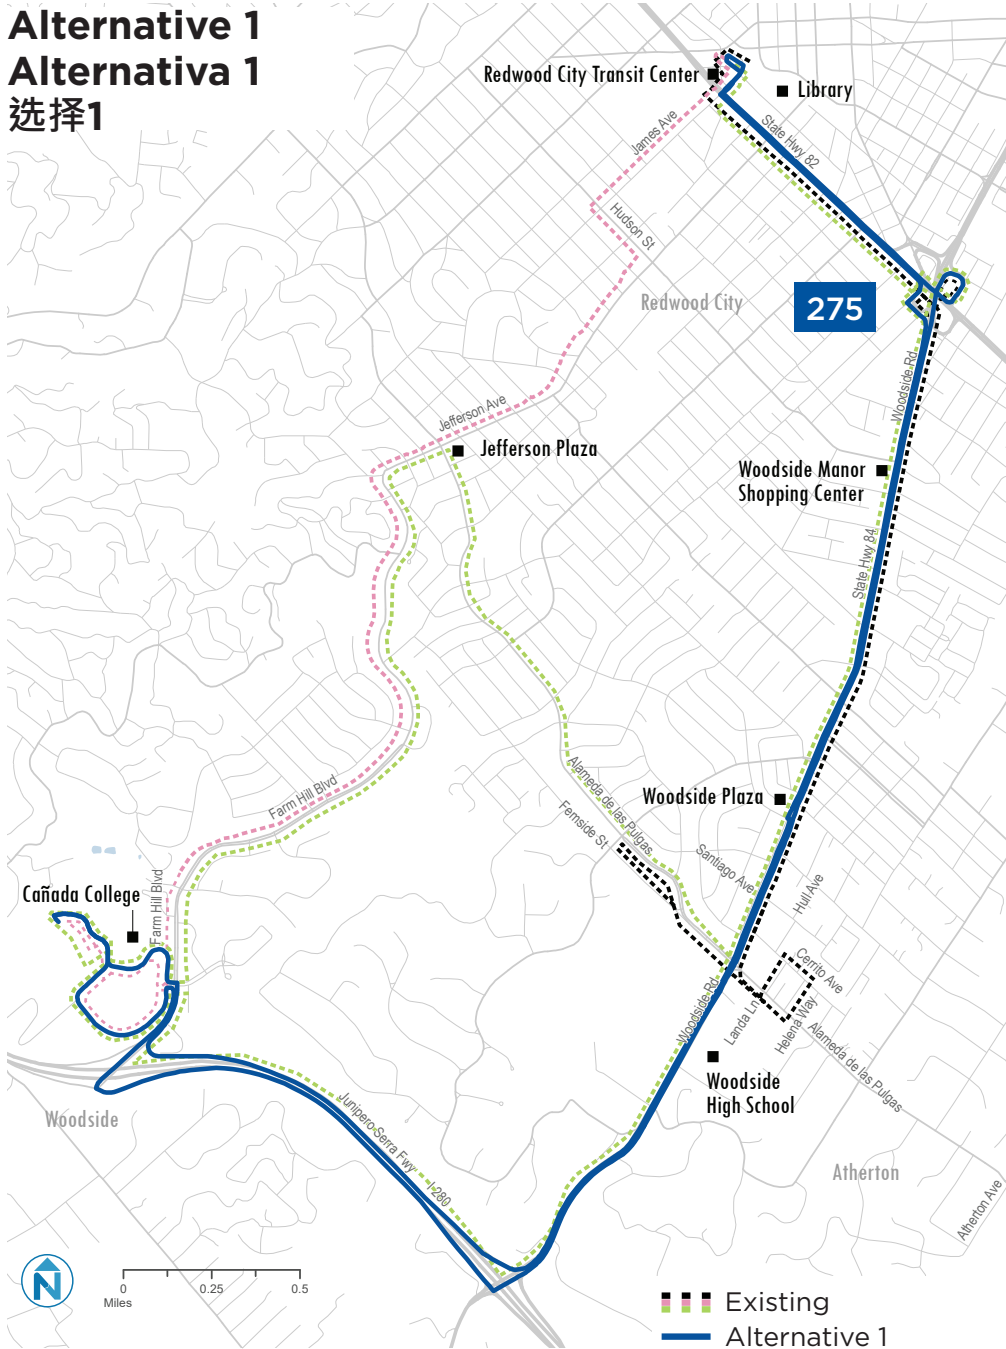 Alternative 1
Alternativa 1
选择1
Redwood City Transit Center
Library
State Hwy 82
James Ave
Hudson St
Redwood City
275
Woodside Rd
Jefferson Ave
Jefferson Plaza
Woodside Manor
Shopping Center
State Hwy 84
Alameda de las Pulgas
Farm Hill Blvd
Woodside Plaza
Fernside St
Santiago Ave
Hull Ave
Cañada College
Farm Hill Blvd
Cerrito Ave
Woodside Rd
Landa Ln
Helena Way
Alameda de las Pulgas
Woodside
High School
Woodside
Junipero Serra Fwy
I-280
Atherton
Atherton Ave
N
0
0.25
0.5
Miles
Existing
Alternative 1